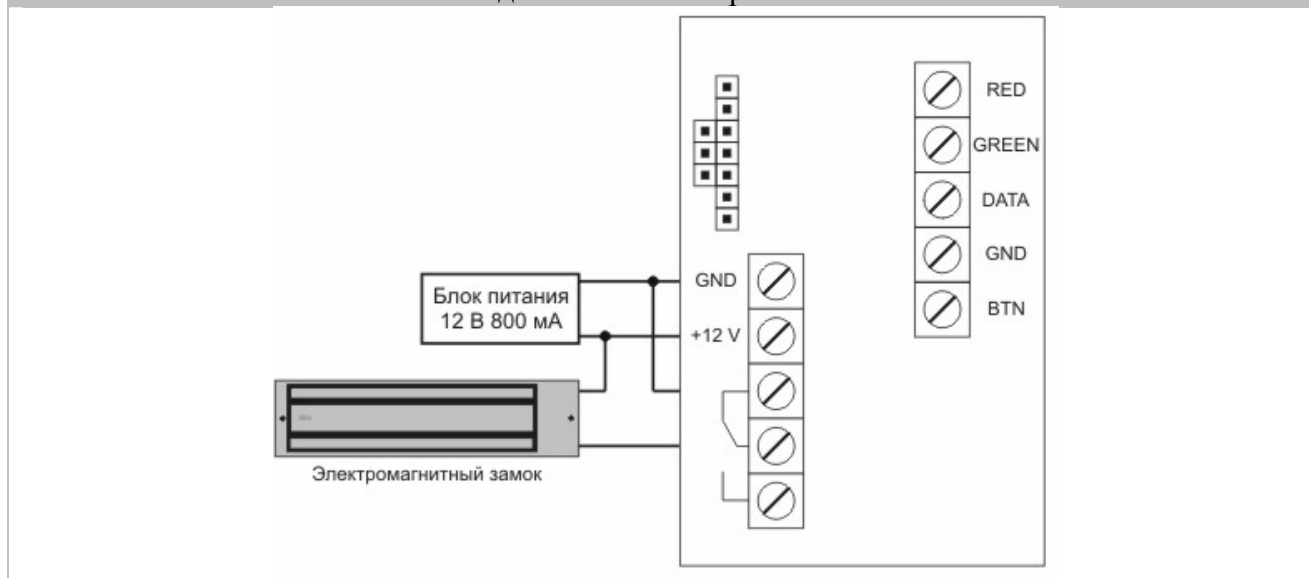 RED
GREEN
DATA
GND
BTN
GND
+12 V
Блок питания
12 В 800 мА
Электромагнитный замок